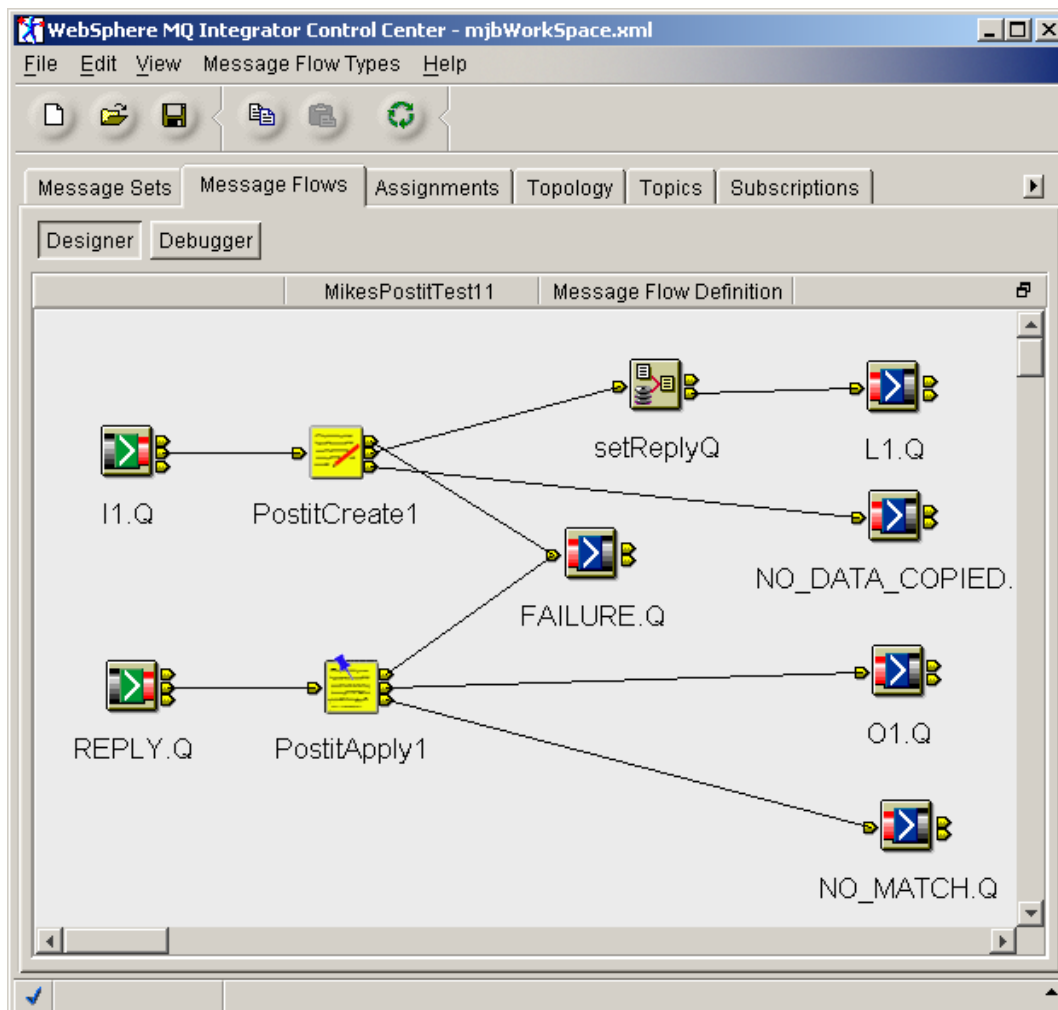 WebSphere MQ Integrator Control Center - mjbWorkSpace.xml
File Edit View Message Flow Types Help
Message Sets Message Flows Assignments Topology Topics Subscriptions
Designer Debugger
MikesPostitTest11 Message Flow Definition
setReplyQ
L1.Q
I1.Q
PostitCreate1
NO_DATA_COPIED.
FAILURE.Q
REPLY.Q
PostitApply1
O1.Q
NO_MATCH.Q